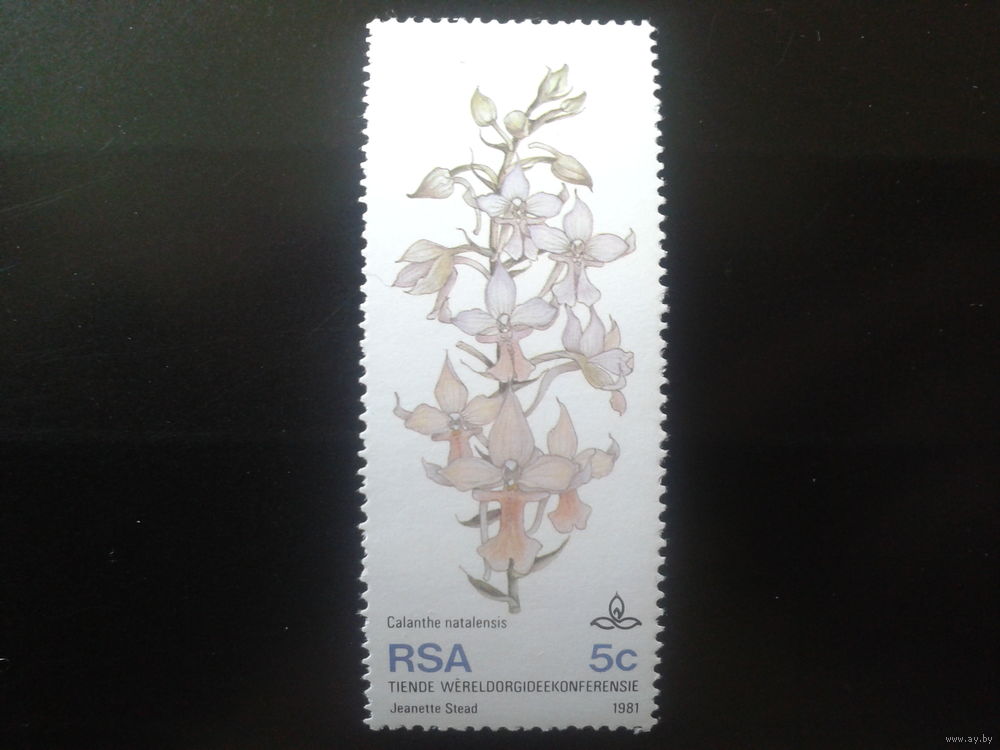 Calanthe natalensis
RSA 5c
TIENDE WÊRELDORGIDEEKONFERENSIE
Jeanette Stead 1981
www.ay.by